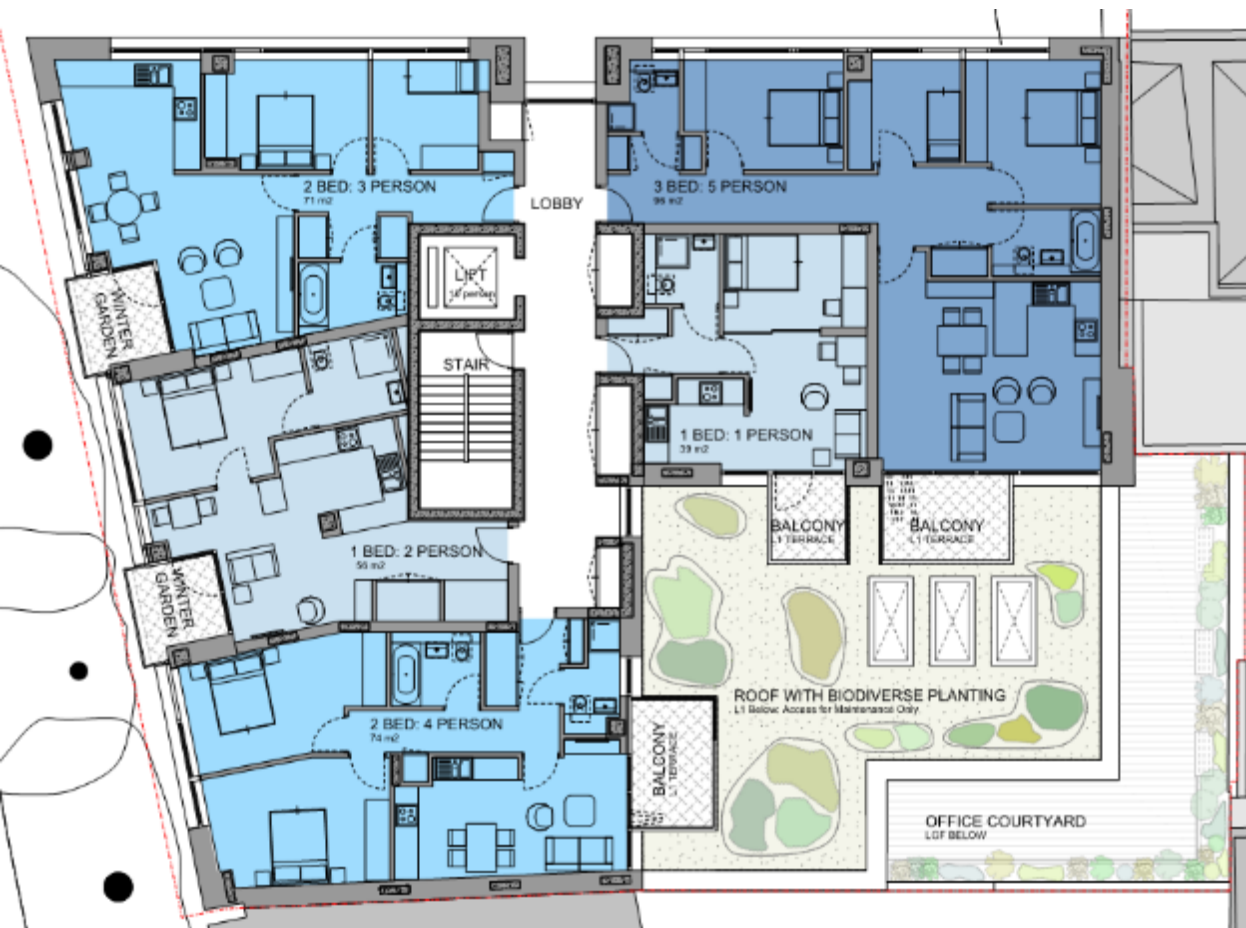 2 BED: 3 PERSON
71 m2
LOBBY
3 BED: 5 PERSON
96 m2
LIFT
WINTER
GARDEN
STAIR
1 BED: 1 PERSON
39 m2
1 BED: 2 PERSON
56 m2
WINTER
GARDEN
BALCONY
L1 TERRACE
BALCONY
L1 TERRACE
2 BED: 4 PERSON
74 m2
BALCONY
L1 TERRACE
ROOF WITH BIODIVERSE PLANTING
L1 Below: Access for Maintenance Only
OFFICE COURTYARD
LGF BELOW